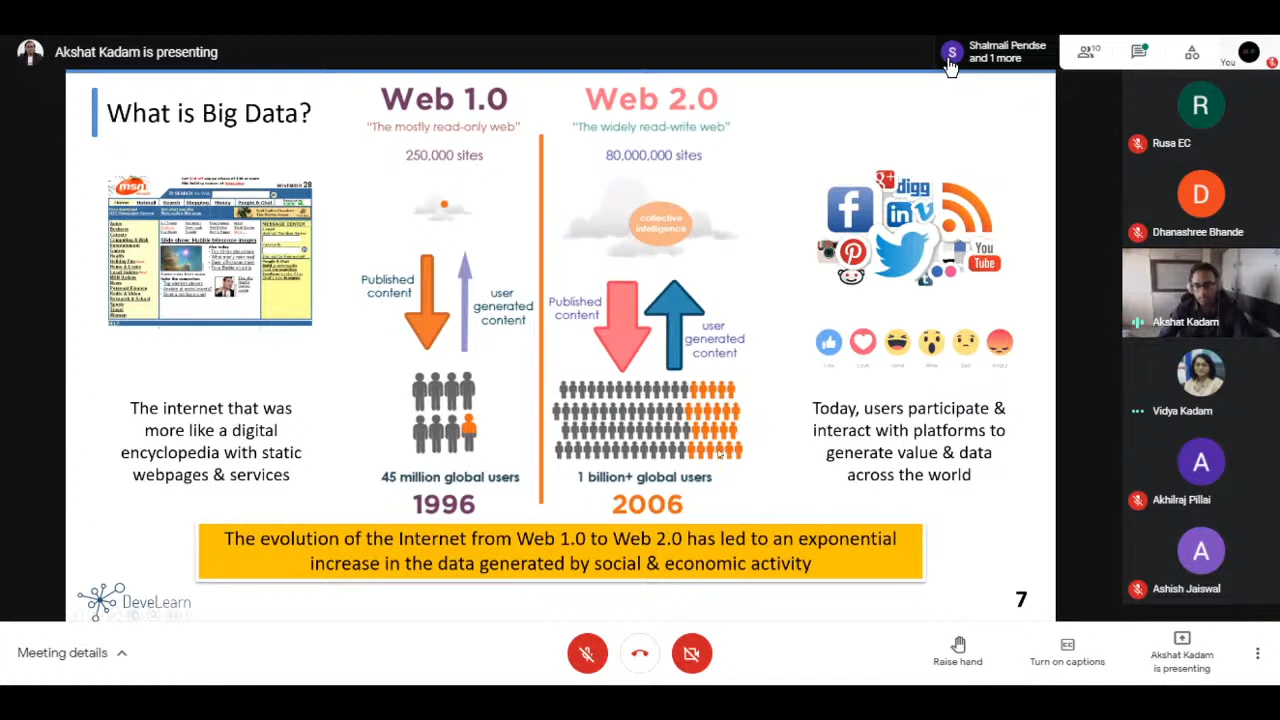 Akshat Kadam is presenting
S
Shalmali Pendse
and 1 more
10
You
What is Big Data?
Web 1.0
"The mostly read-only web"
250,000 sites
Web 2.0
"The widely read-write web"
80,000,000 sites
msn
collective
intelligence
Published
content
user
generated
content
Published
content
user
generated
content
digg
You
Tube
The internet that was
more like a digital
encyclopedia with static
webpages & services
45 million global users
1996
1 billion+ global users
2006
Today, users participate &
interact with platforms to
generate value & data
across the world
The evolution of the Internet from Web 1.0 to Web 2.0 has led to an exponential
increase in the data generated by social & economic activity
DeveLearn
7
R
Rusa EC
D
Dhanashree Bhande
Akshat Kadam
Vidya Kadam
A
Akhilraj Pillai
A
Ashish Jaiswal
Meeting details
Raise hand
Turn on captions
Akshat Kadam
is presenting